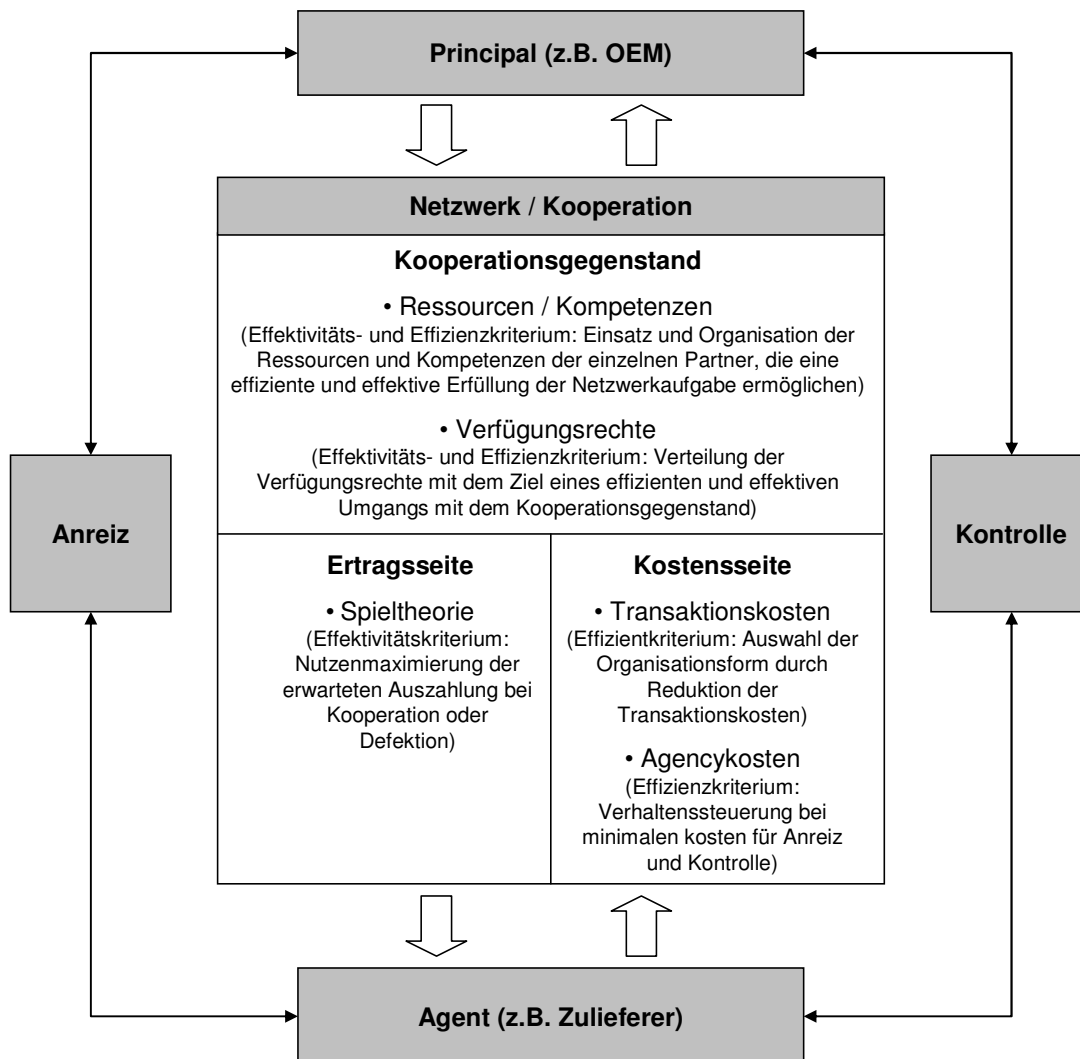 Principal (z.B. OEM)
Netzwerk / Kooperation
Kooperationsgegenstand
• Ressourcen / Kompetenzen
(Effektivitäts- und Effizienzkriterium: Einsatz und Organisation der
Ressourcen und Kompetenzen der einzelnen Partner, die eine
effiziente und effektive Erfüllung der Netzwerkaufgabe ermöglichen)
• Verfügungsrechte
(Effektivitäts- und Effizienzkriterium: Verteilung der
Verfügungsrechte mit dem Ziel eines effizienten und effektiven
Umgangs mit dem Kooperationsgegenstand)
Anreiz
Kontrolle
Ertragsseite
• Spieltheorie
(Effektivitätskriterium:
Nutzenmaximierung der
erwarteten Auszahlung bei
Kooperation oder
Defektion)
Kostensseite
• Transaktionskosten
(Effizientkriterium: Auswahl der
Organisationsform durch
Reduktion der
Transaktionskosten)
• Agencykosten
(Effizienzkriterium:
Verhaltenssteuerung bei
minimalen kosten für Anreiz
und Kontrolle)
Agent (z.B. Zulieferer)